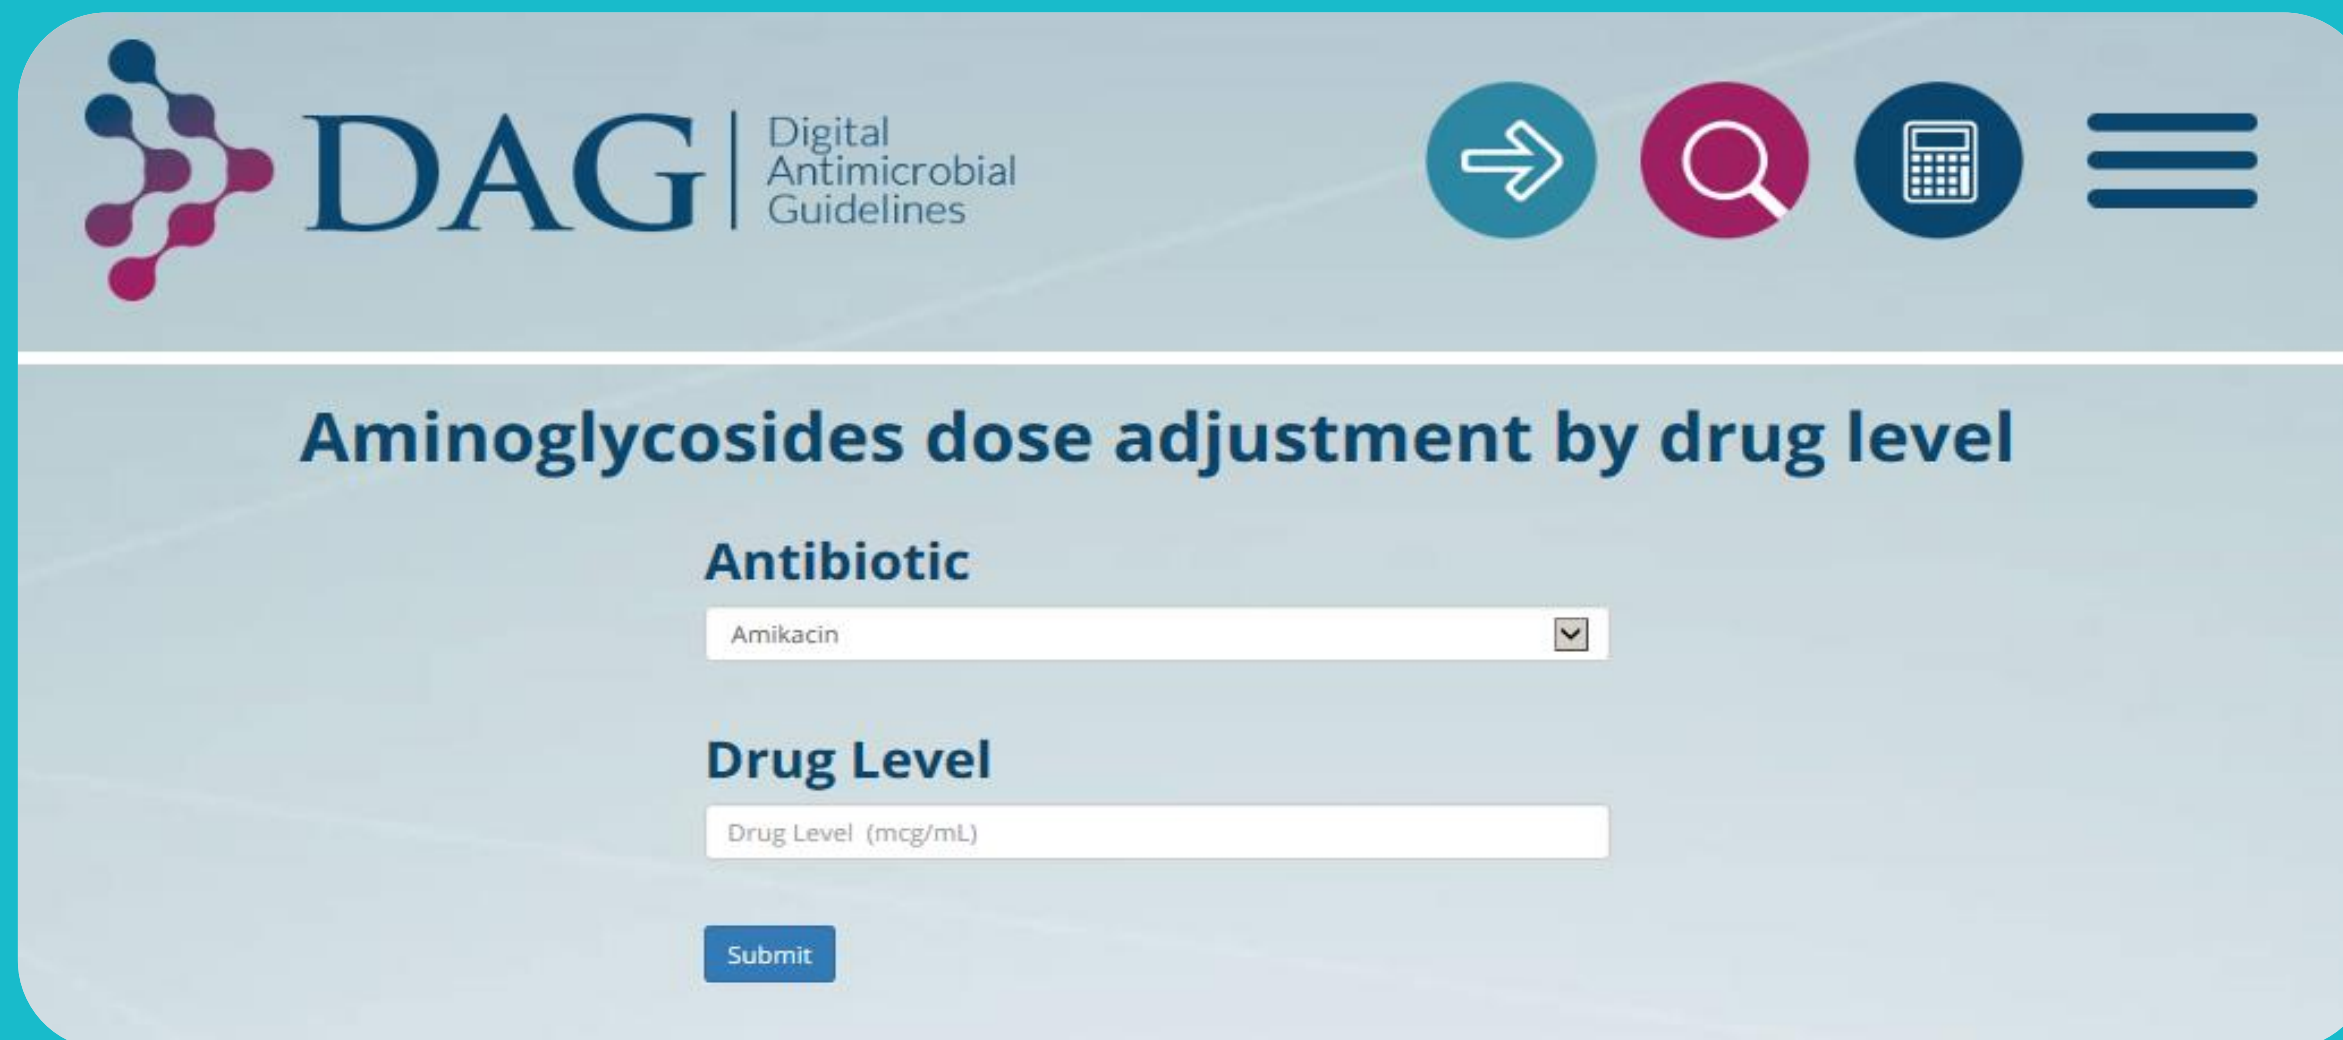 DAG
Digital
Antimicrobial
Guidelines
Aminoglycosides dose adjustment by drug level
Antibiotic
Amikacin
Drug Level
Drug Level (mcg/mL)
Submit